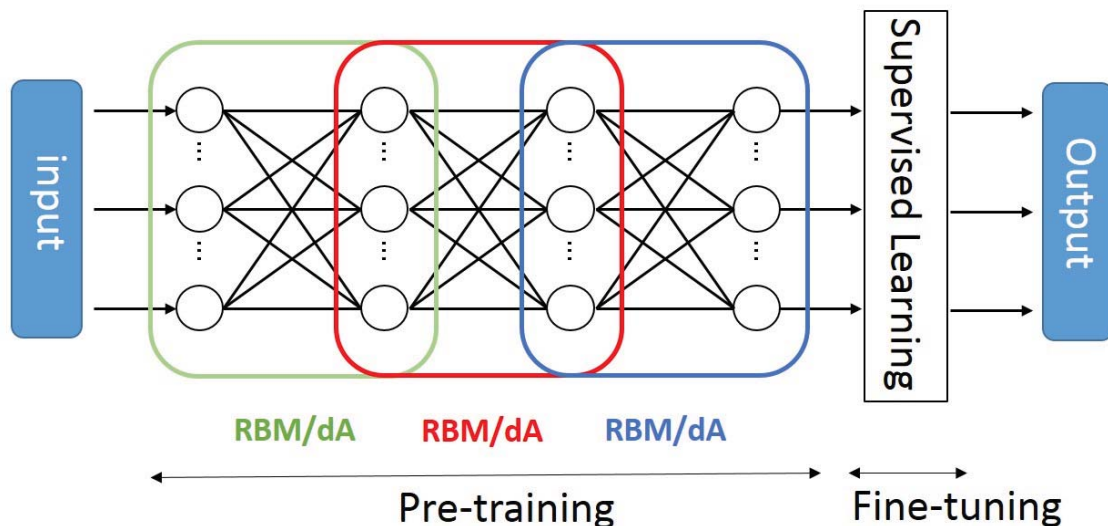 input
Supervised Learning
Output
RBM/dA
RBM/dA
RBM/dA
Pre-training
Fine-tuning